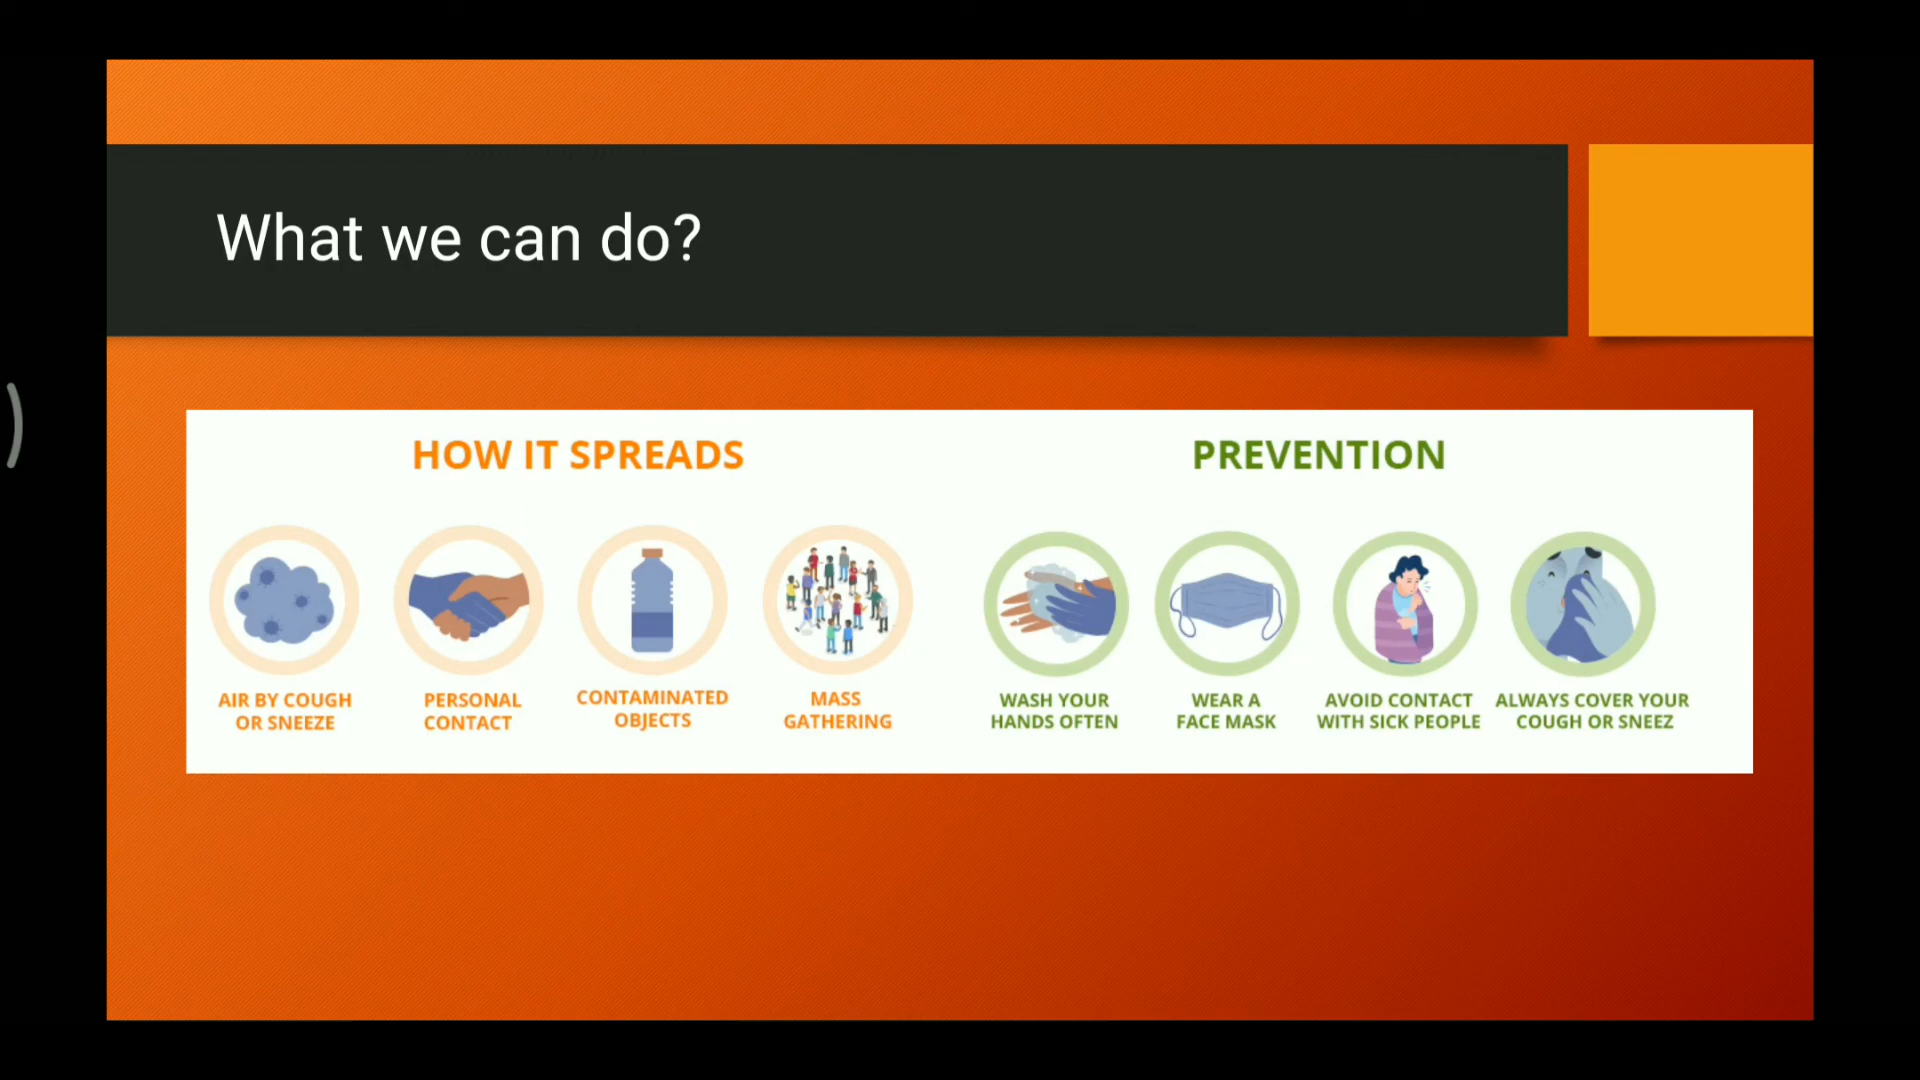 What we can do?
HOW IT SPREADS
AIR BY COUGH
OR SNEEZE
PERSONAL
CONTACT
CONTAMINATED
OBJECTS
MASS
GATHERING
PREVENTION
WASH YOUR
HANDS OFTEN
WEAR A
FACE MASK
AVOID CONTACT
WITH SICK PEOPLE
ALWAYS COVER YOUR
COUGH OR SNEEZ